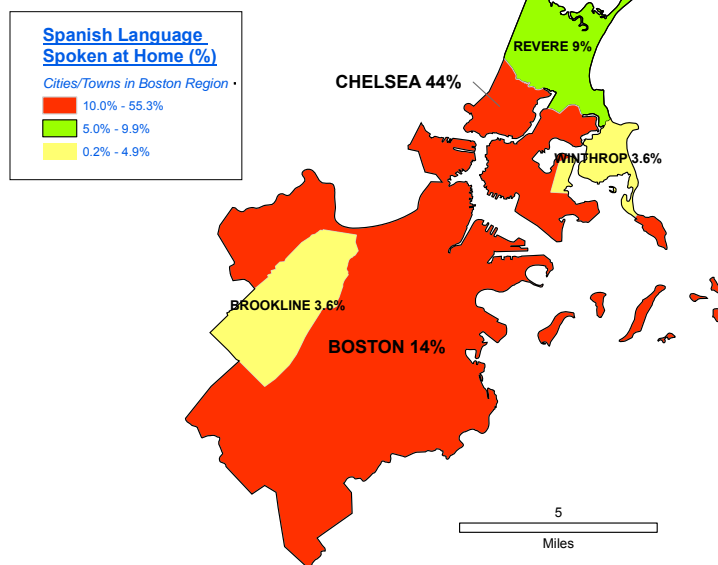 Spanish Language
Spoken at Home (%)
Cities/Towns in Boston Region
10.0% - 55.3%
5.0% - 9.9%
0.2% - 4.9%
REVERE 9%
CHELSEA 44%
WINTHROP 3.6%
BROOKLINE 3.6%
BOSTON 14%
5
Miles